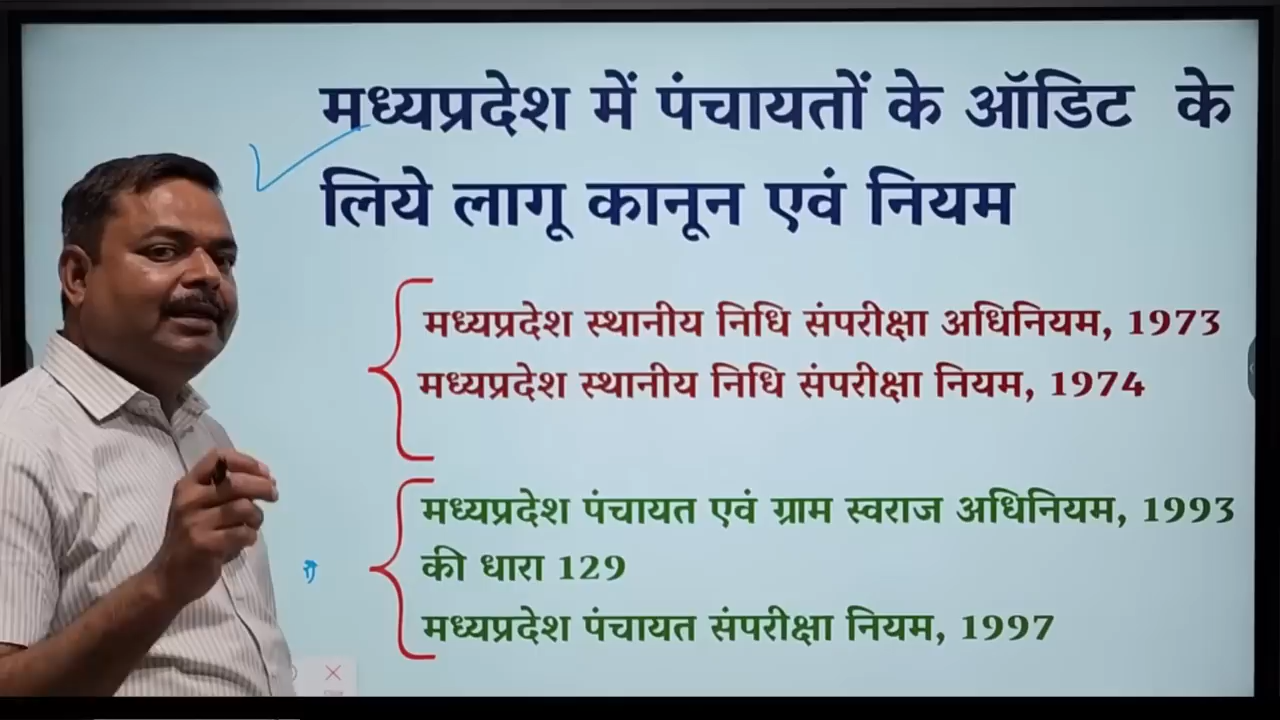 मध्यप्रदेश में पंचायतों के ऑडिट के
लिये लागू कानून एवं नियम
मध्यप्रदेश स्थानीय निधि संपरीक्षा अधिनियम, 1973
मध्यप्रदेश स्थानीय निधि संपरीक्षा नियम, 1974
मध्यप्रदेश पंचायत एवं ग्राम स्वराज अधिनियम, 1993
की धारा 129
मध्यप्रदेश पंचायत संपरीक्षा नियम, 1997